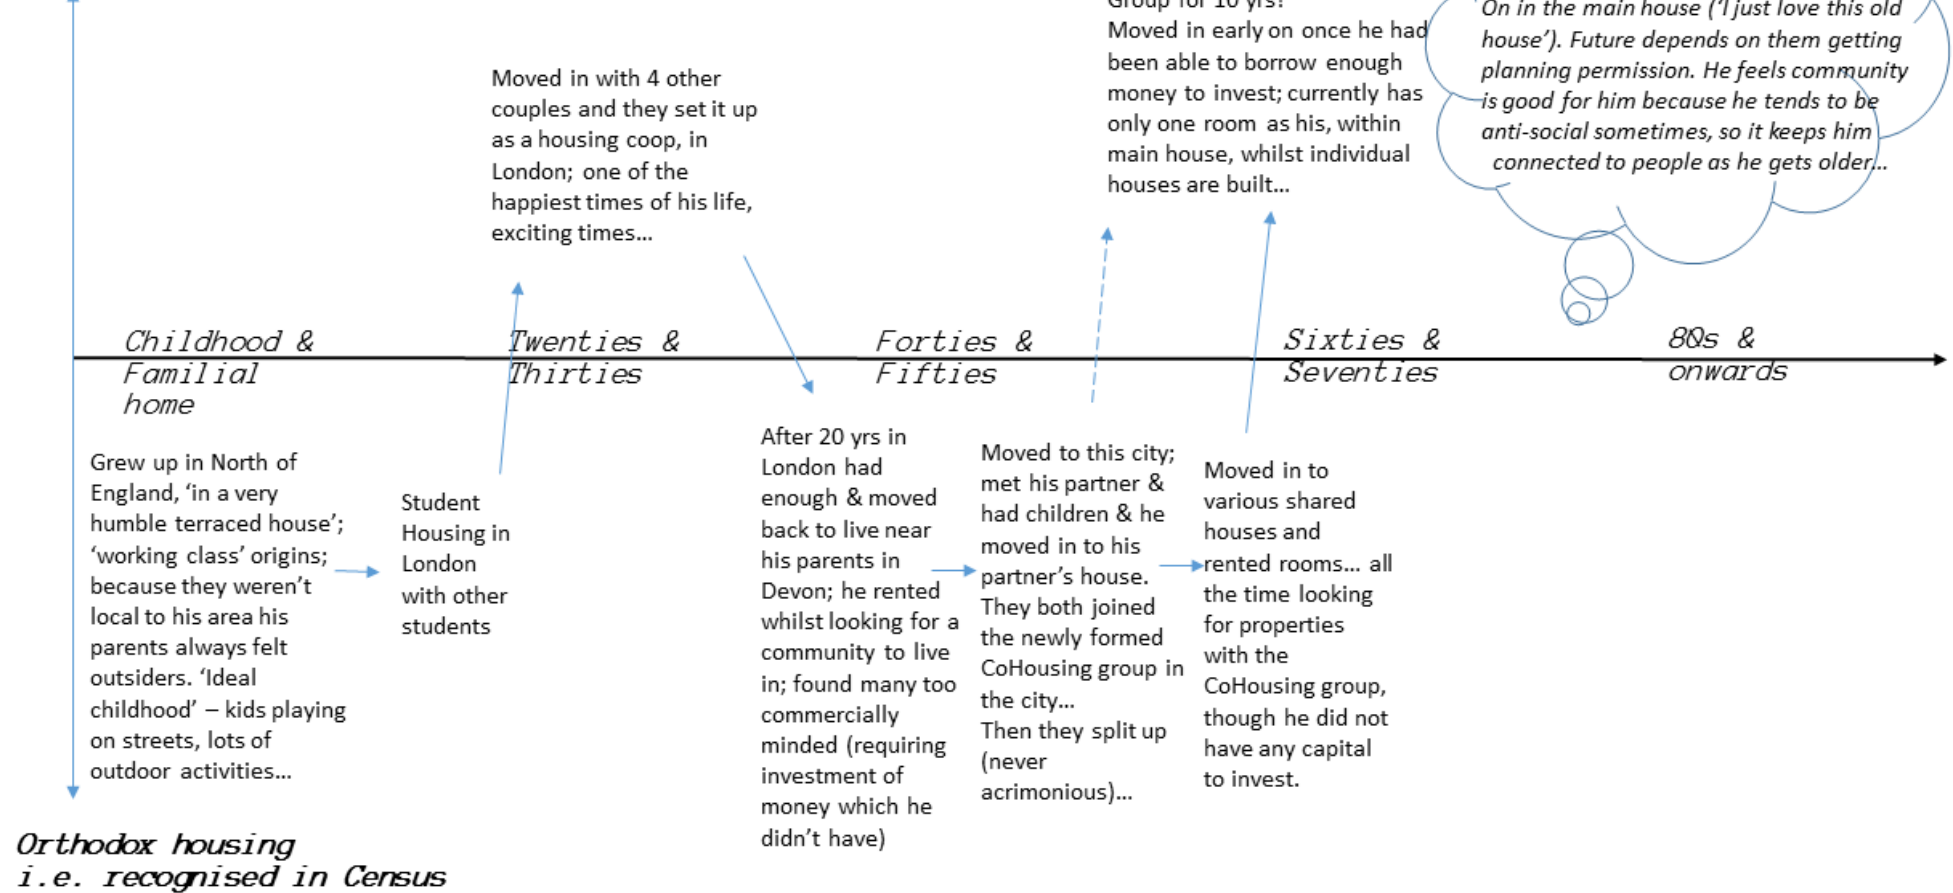 Group for 10 yrs!
Moved in early on once he had
been able to borrow enough
money to invest; currently has
only one room as his, within
main house, whilst individual
houses are built...
On in the main house ('I just love this old
house'). Future depends on them getting
planning permission. He feels community
is good for him because he tends to be
anti-social sometimes, so it keeps him
connected to people as he gets older...
Moved in with 4 other
couples and they set it up
as a housing coop, in
London; one of the
happiest times of his life,
exciting times...
Childhood &
Familial
home
Twenties &
Thirties
Forties &
Fifties
Sixties &
Seventies
80s &
onwards
Grew up in North of
England, 'in a very
humble terraced house';
'working class' origins;
because they weren't
local to his area his
parents always felt
outsiders. 'Ideal
childhood' – kids playing
on streets, lots of
outdoor activities...
Student
Housing in
London
with other
students
After 20 yrs in
London had
enough & moved
back to live near
his parents in
Devon; he rented
whilst looking for a
community to live
in; found many too
commercially
minded (requiring
investment of
money which he
didn't have)
Moved to this city;
met his partner &
had children & he
moved in to his
partner's house.
They both joined
the newly formed
CoHousing group in
the city...
Then they split up
(never
acrimonious)...
Moved in to
various shared
houses and
rented rooms... all
the time looking
for properties
with the
CoHousing group,
though he did not
have any capital
to invest.
Orthodox housing
i.e. recognised in Census